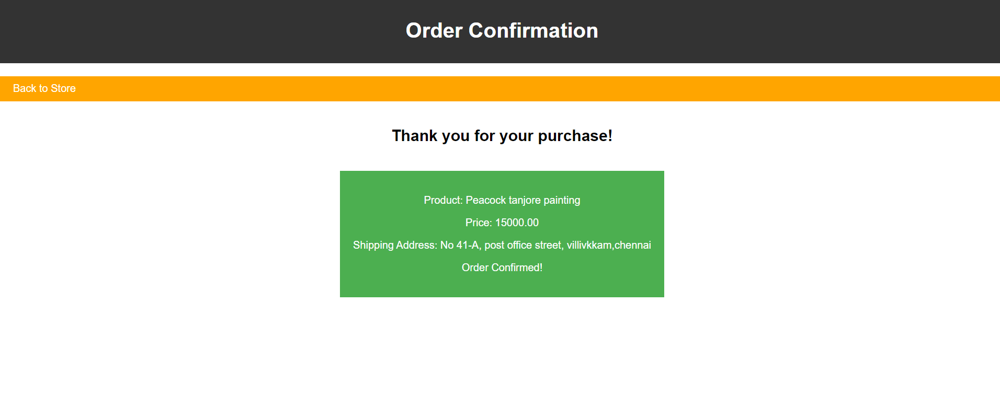 Order Confirmation
Back to Store
Thank you for your purchase!
Product: Peacock tanjore painting
Price: 15000.00
Shipping Address: No 41-A, post office street, villivkkam,chennai
Order Confirmed!